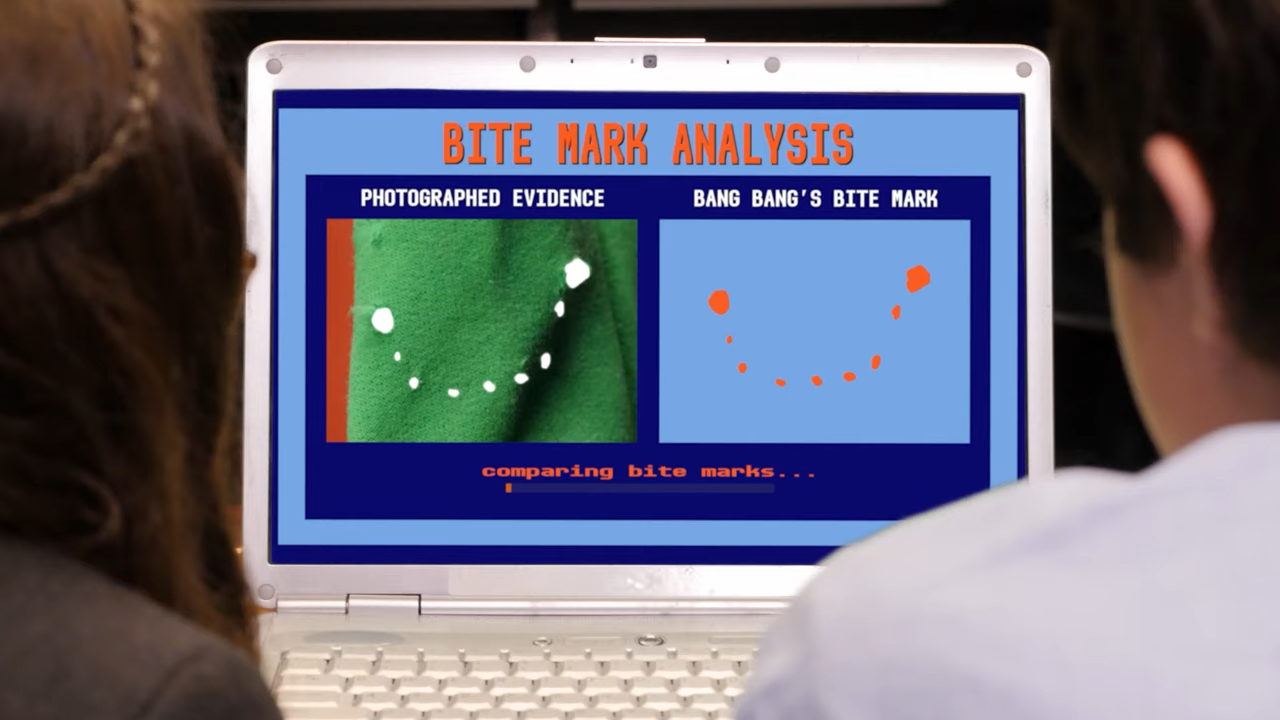 BITE MARK ANALYSIS
PHOTOGRAPHED EVIDENCE
BANG BANG'S BITE MARK
comparing bite marks...